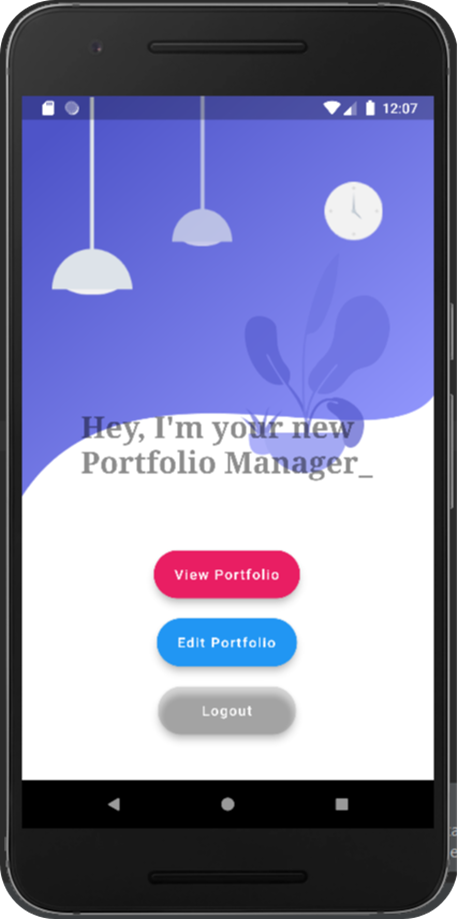 12:07
Hey, I'm your new
Portfolio Manager_
View Portfolio
Edit Portfolio
Logout